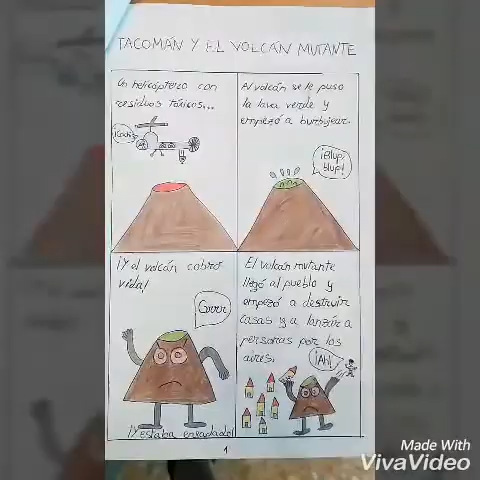 TACOMÁN Y EL VOLCÁN MUTANTE
Un helicóptero con
residuos tóxicos...
Al volcán se le puso
la lava verde y
empezó a burbujear.
¡Blup,
blup!
¡Y el volcán cobró
vida!
Grrrr
¡Y estaba enfadado!
El volcán mutante
llegó al pueblo y
empezó a destruir
casas y a lanzar a
personas por los
aires.
¡AH!
1
Made With
VivaVideo